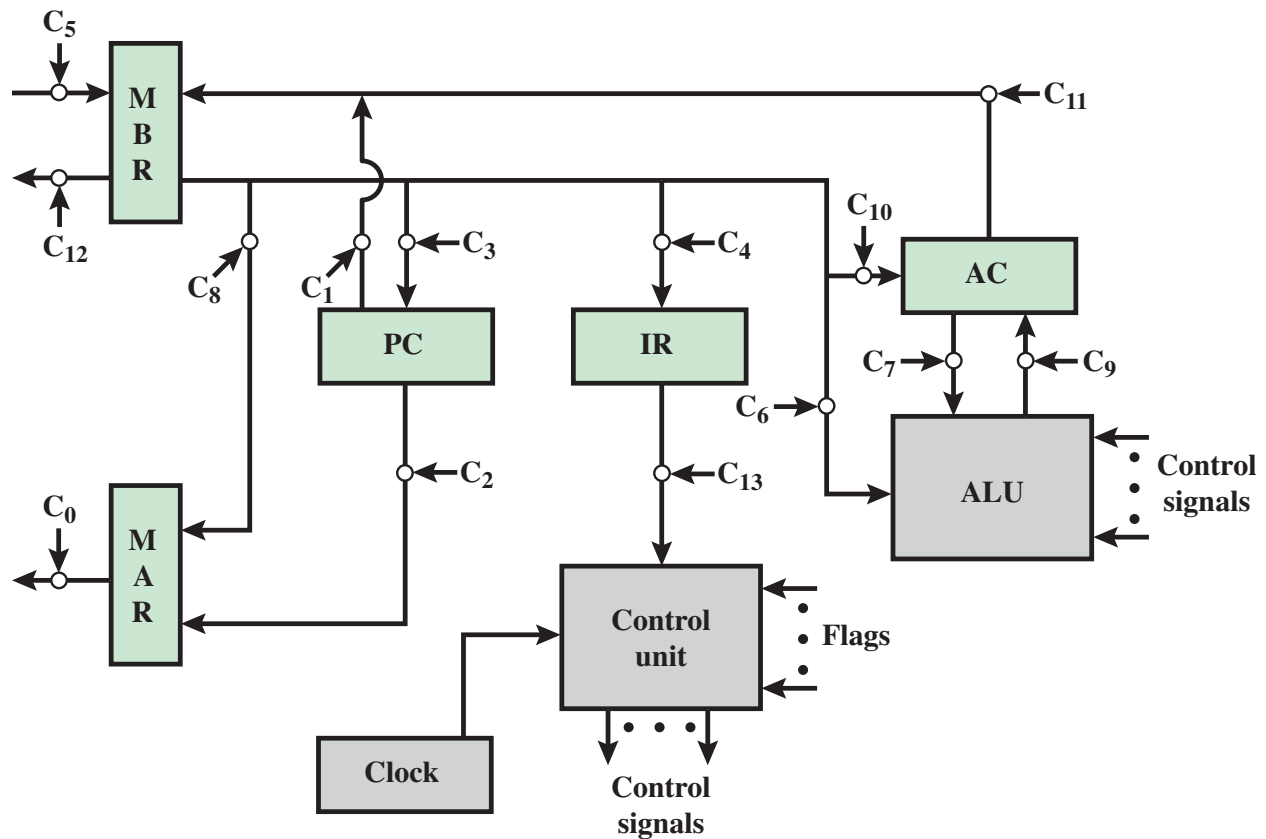 C5
C11
M
B
R
C10
C12
C8
C1
C3
C4
AC
PC
IR
C7
C9
C6
C2
C13
ALU
Control
signals
C0
M
A
R
Control
unit
Flags
Clock
Control
signals